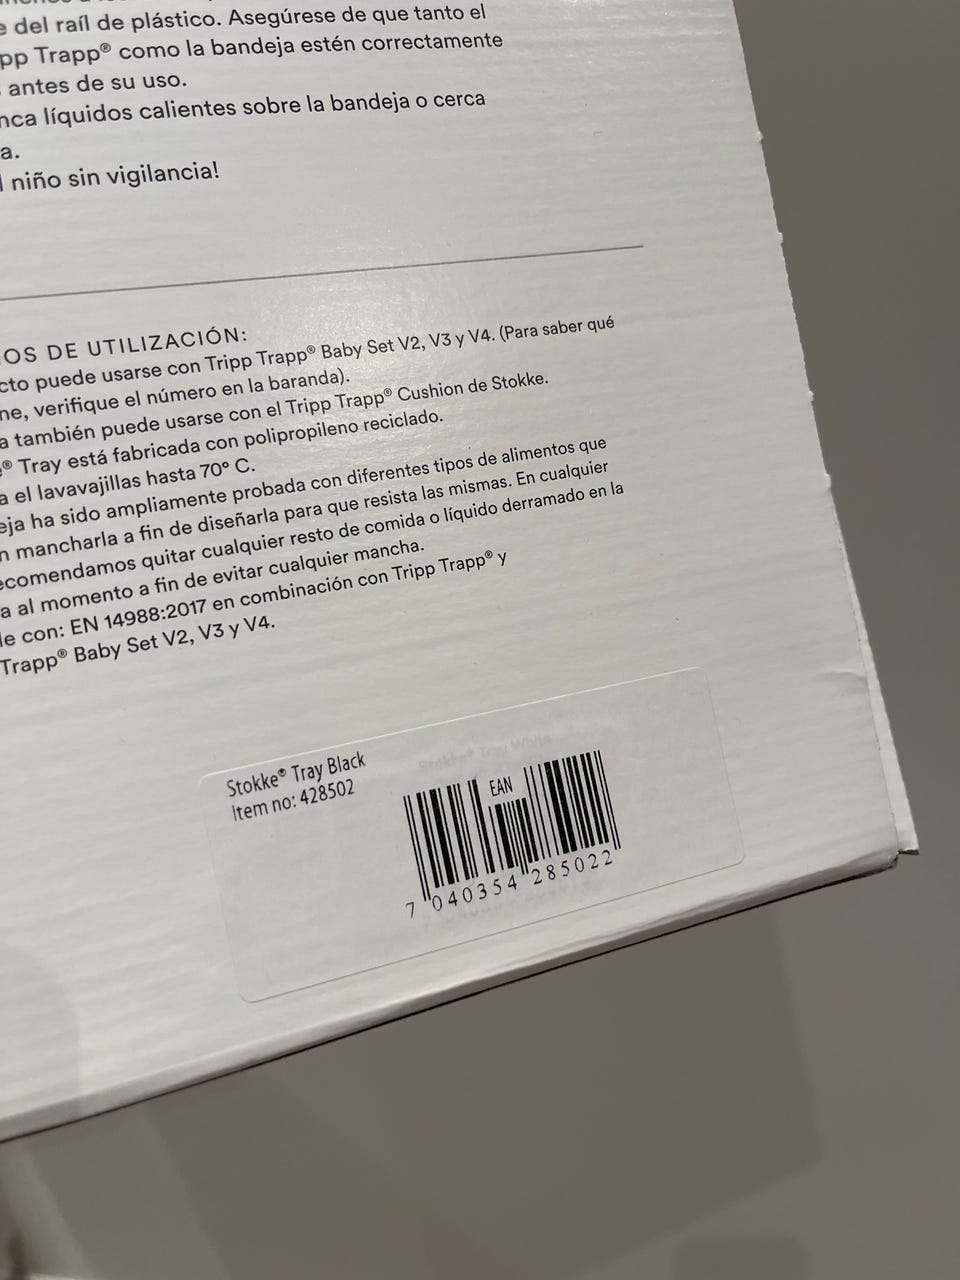 e del raíl de plástico. Asegúrese de que tanto el
pp Trapp® como la bandeja estén correctamente
antes de su uso.
nca líquidos calientes sobre la bandeja o cerca
a.
l niño sin vigilancia!
OS DE UTILIZACIÓN:
cto puede usarse con Tripp Trapp® Baby Set V2, V3 y V4. (Para saber qué
ne, verifique el número en la baranda).
a también puede usarse con el Tripp Trapp® Cushion de Stokke.
® Tray está fabricada con polipropileno reciclado.
a el lavavajillas hasta 70° C.
eja ha sido ampliamente probada con diferentes tipos de alimentos que
n mancharla a fin de diseñarla para que resista las mismas. En cualquier
ecomendamos quitar cualquier resto de comida o líquido derramado en la
a al momento a fin de evitar cualquier mancha.
le con: EN 14988:2017 en combinación con Tripp Trapp® y
Trapp® Baby Set V2, V3 y V4.
Stokke® Tray White
Stokke® Tray Black
Item no: 428502
EAN
7 040354 285022